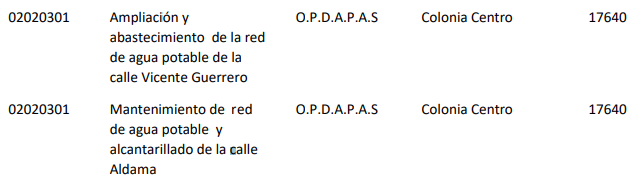 02020301 Ampliación y O.P.D.A.P.A.S Colonia Centro 17640
abastecimiento de la red
de agua potable de la
calle Vicente Guerrero
02020301 Mantenimiento de red O.P.D.A.P.A.S Colonia Centro 17640
de agua potable y
alcantarillado de la calle
Aldama